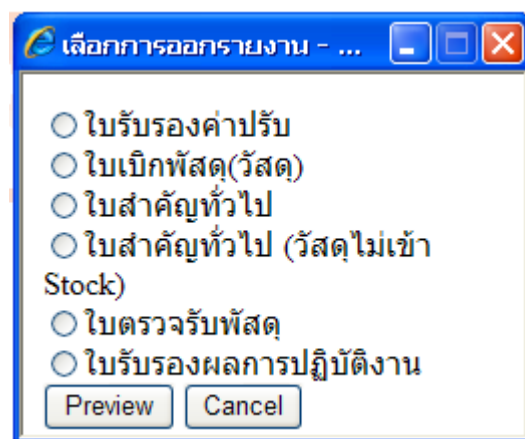 เลือกการออกรายงาน - ...
ใบรับรองค่าปรับ
ใบเบิกพัสดุ(วัสดุ)
ใบสำคัญทั่วไป
ใบสำคัญทั่วไป (วัสดุไม่เข้า
Stock)
ใบตรวจรับพัสดุ
ใบรับรองผลการปฏิบัติงาน
Preview Cancel